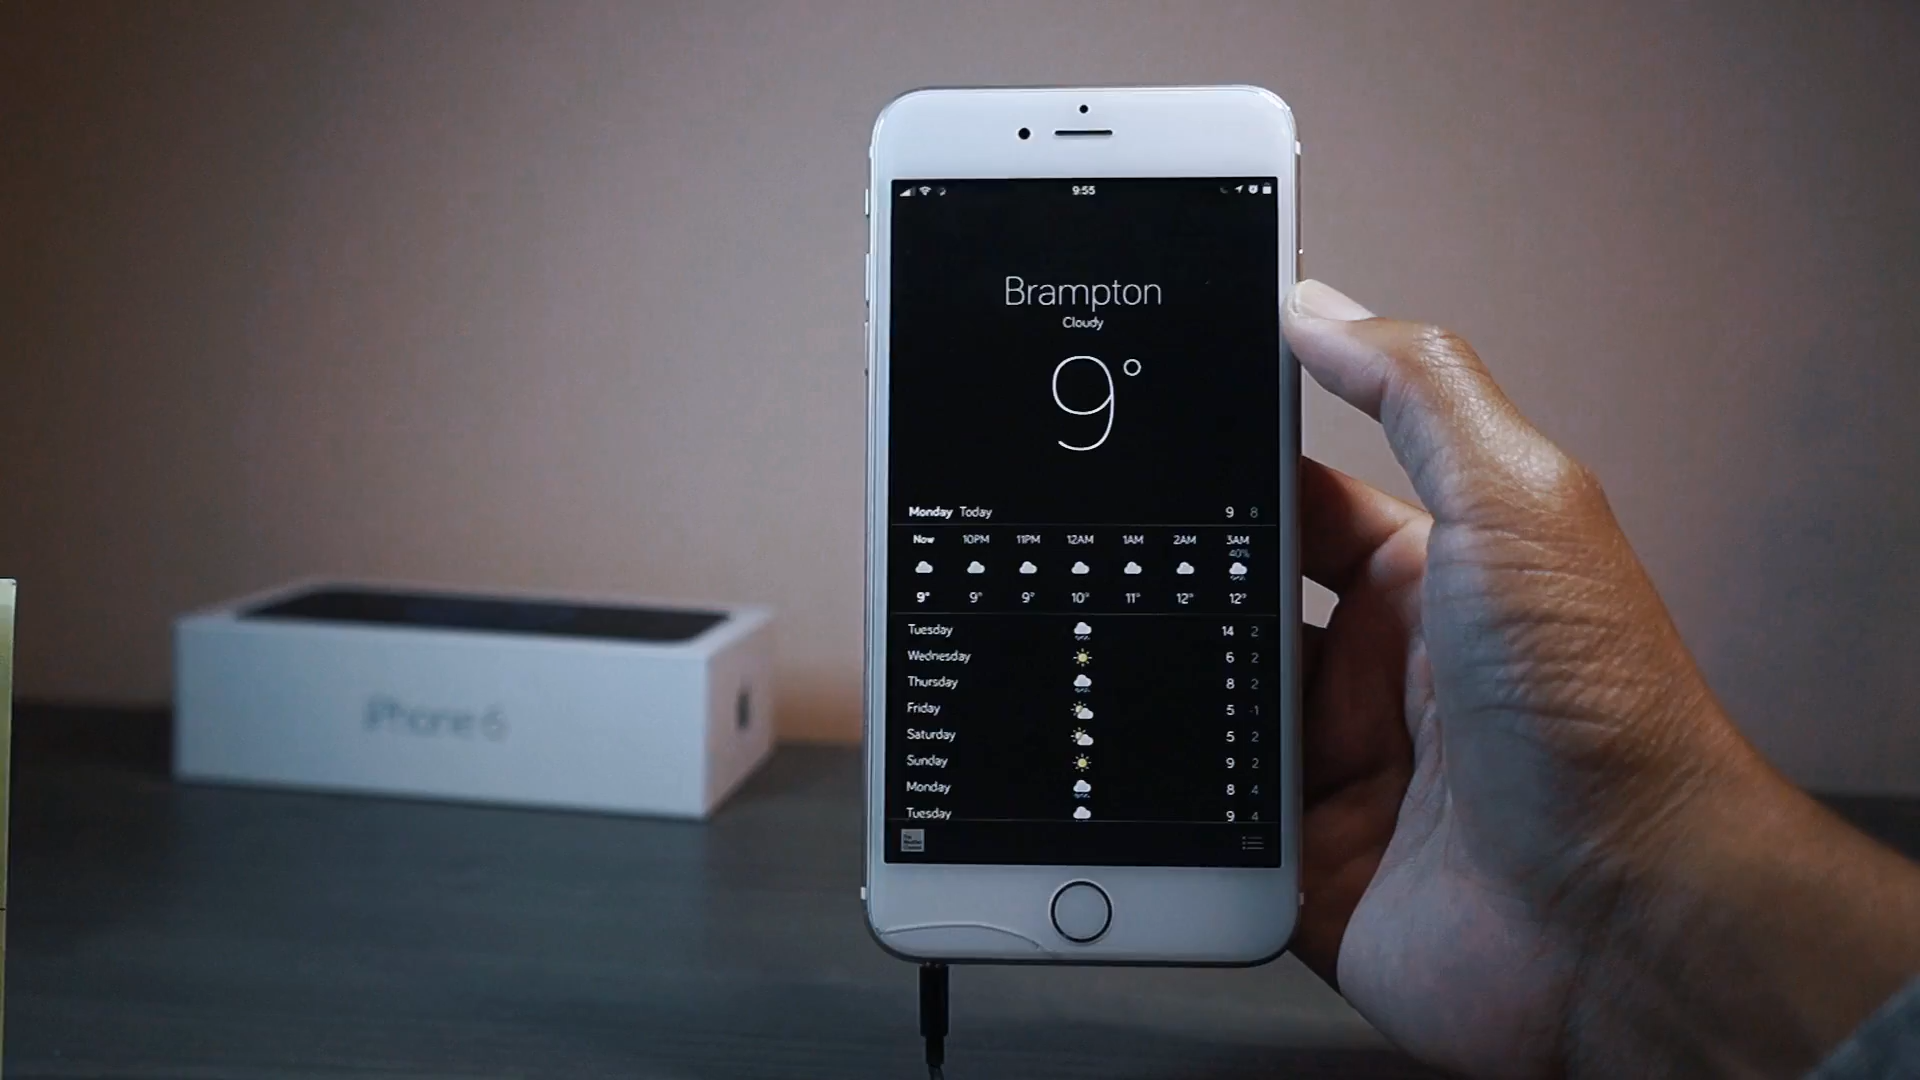 9:55
Brampton
Cloudy
9°
Monday Today 9 8
Now 10PM 11PM 12AM 1AM 2AM 3AM
40%
9° 9° 9° 10° 11° 12° 12°
Tuesday 14 2
Wednesday 6 2
Thursday 8 2
Friday 5 -1
Saturday 5 2
Sunday 9 2
Monday 8 4
Tuesday 9 4
iPhone 6